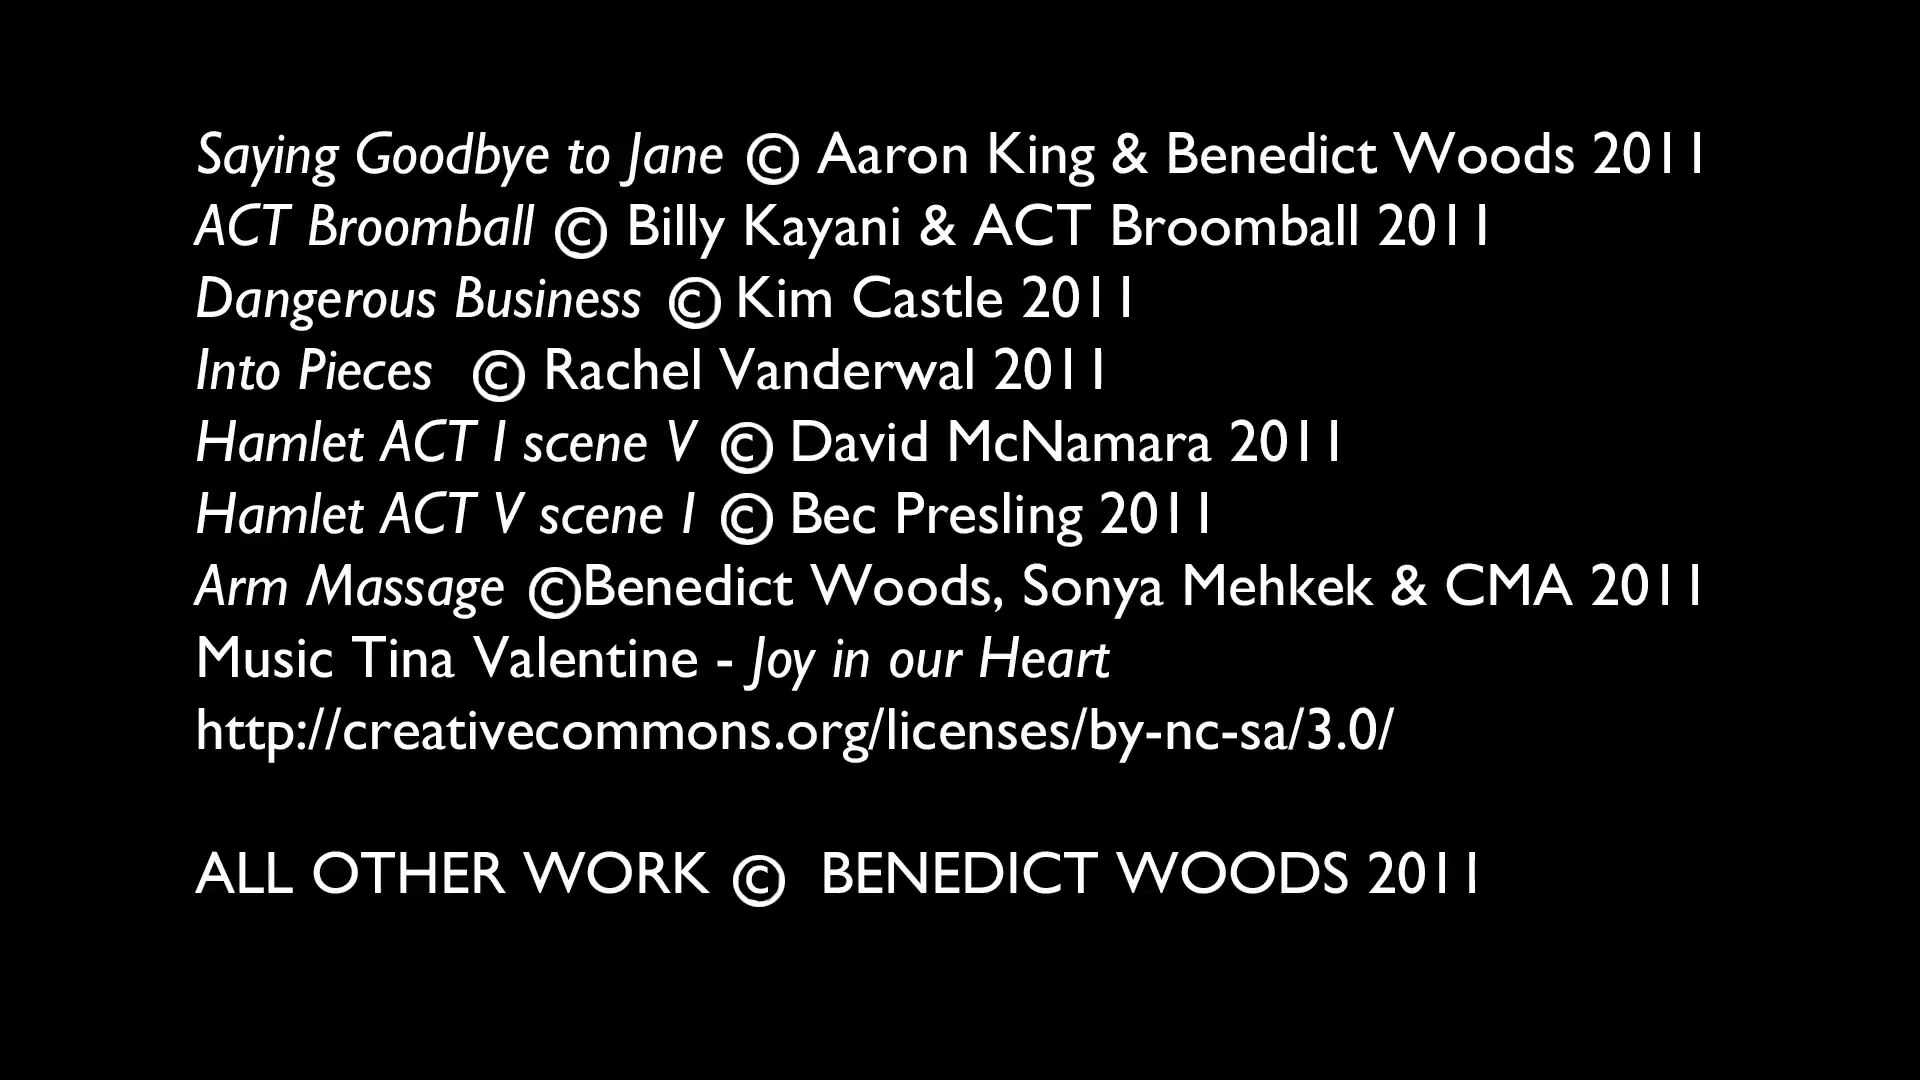 Saying Goodbye to Jane © Aaron King & Benedict Woods 2011
ACT Broomball © Billy Kayani & ACT Broomball 2011
Dangerous Business © Kim Castle 2011
Into Pieces © Rachel Vanderwal 2011
Hamlet ACT I scene V © David McNamara 2011
Hamlet ACT V scene I © Bec Presling 2011
Arm Massage ©Benedict Woods, Sonya Mehkek & CMA 2011
Music Tina Valentine - Joy in our Heart
http://creativecommons.org/licenses/by-nc-sa/3.0/
ALL OTHER WORK © BENEDICT WOODS 2011